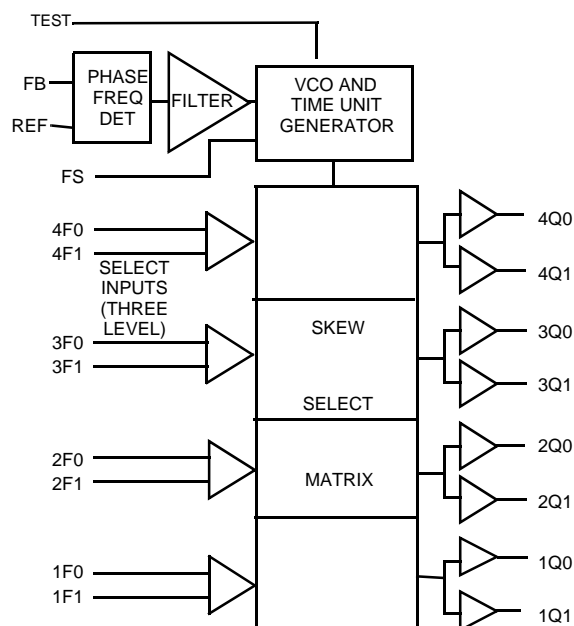 TEST
FB
REF
PHASE
FREQ
DET
FILTER
VCO AND
TIME UNIT
GENERATOR
FS
4F0
4F1
SELECT
INPUTS
(THREE
LEVEL)
3F0
3F1
2F0
2F1
1F0
1F1
SKEW
SELECT
MATRIX
4Q0
4Q1
3Q0
3Q1
2Q0
2Q1
1Q0
1Q1